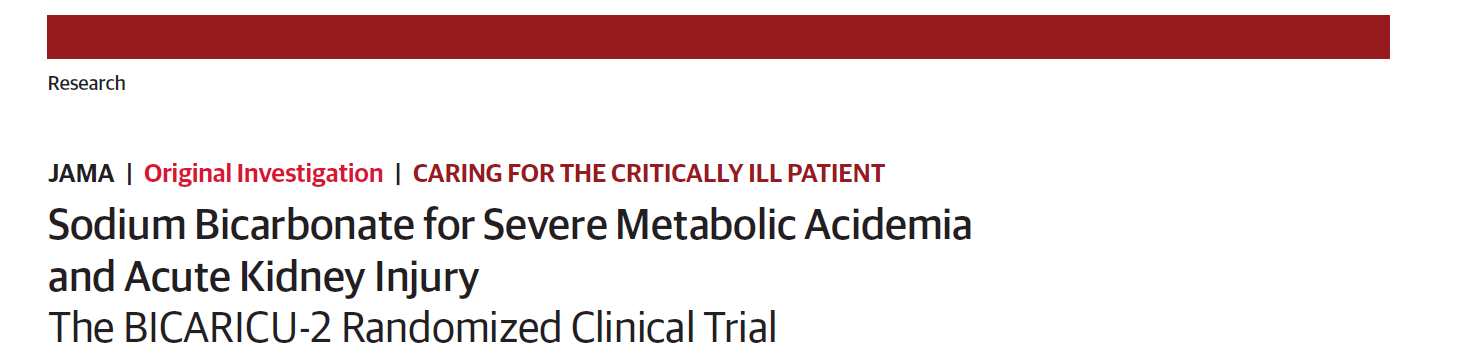 Research
JAMA | Original Investigation | CARING FOR THE CRITICALLY ILL PATIENT
Sodium Bicarbonate for Severe Metabolic Acidemia
and Acute Kidney Injury
The BICARICU-2 Randomized Clinical Trial